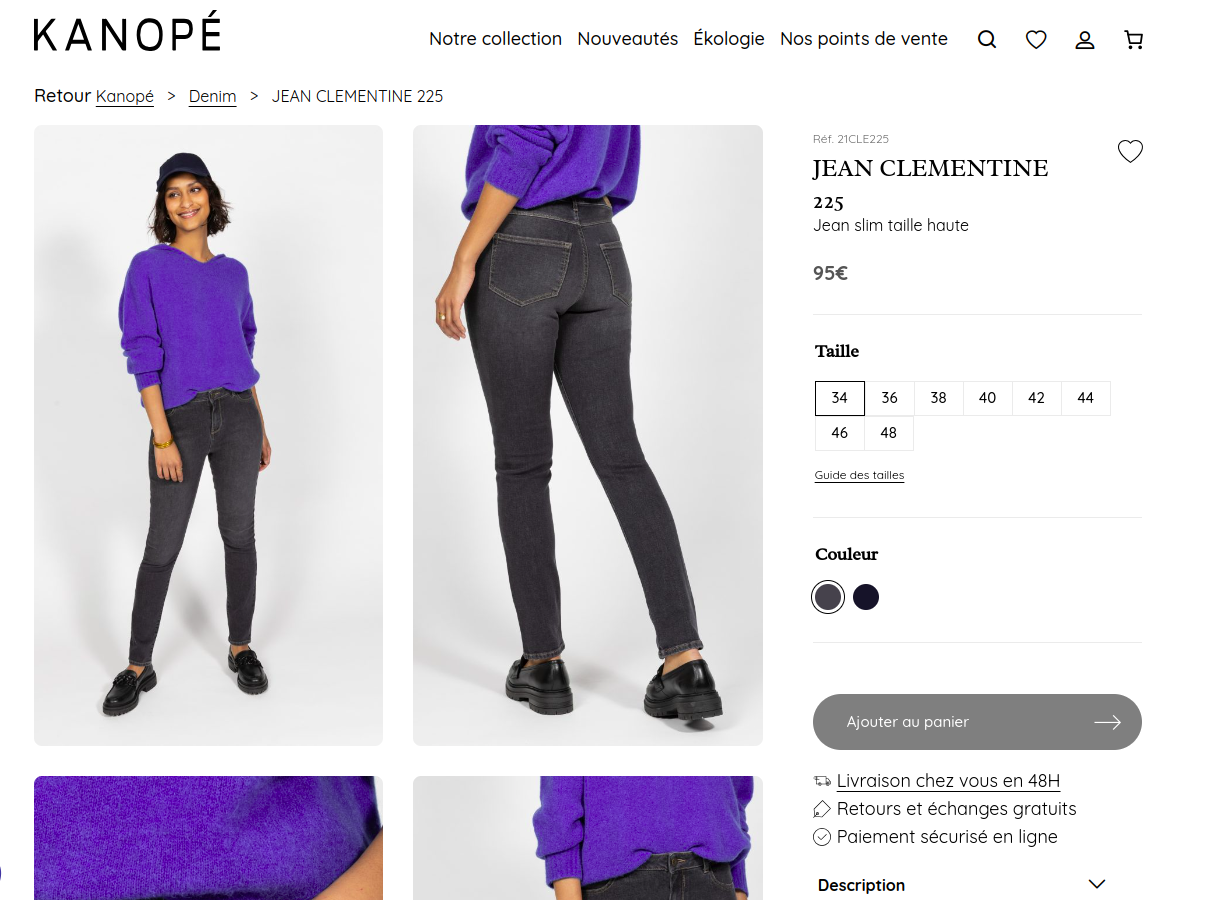 KANOPÉ
Notre collection Nouveautés Écologie Nos points de vente
Retour Kanopé > Denim > JEAN CLEMENTINE 225
Réf. 21CLE225
JEAN CLEMENTINE
225
Jean slim taille haute
95€
Taille
34 36 38 40 42 44
46 48
Guide des tailles
Couleur
Ajouter au panier
Livraison chez vous en 48H
Retours et échanges gratuits
Paiement sécurisé en ligne
Description